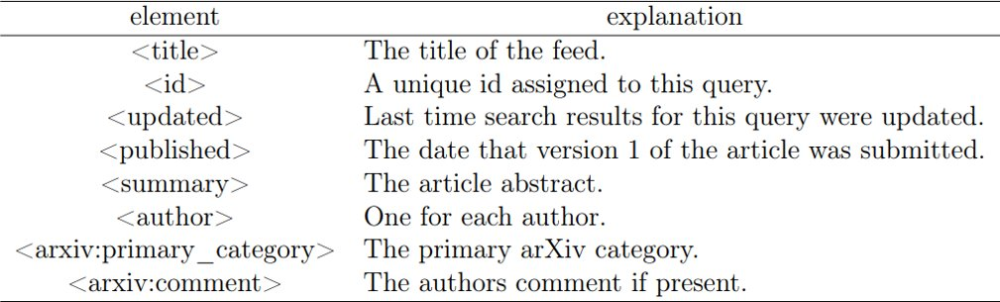 element explanation
<title> The title of the feed.
<id> A unique id assigned to this query.
<updated> Last time search results for this query were updated.
<published> The date that version 1 of the article was submitted.
<summary> The article abstract.
<author> One for each author.
<arxiv:primary_category> The primary arXiv category.
<arxiv:comment> The authors comment if present.